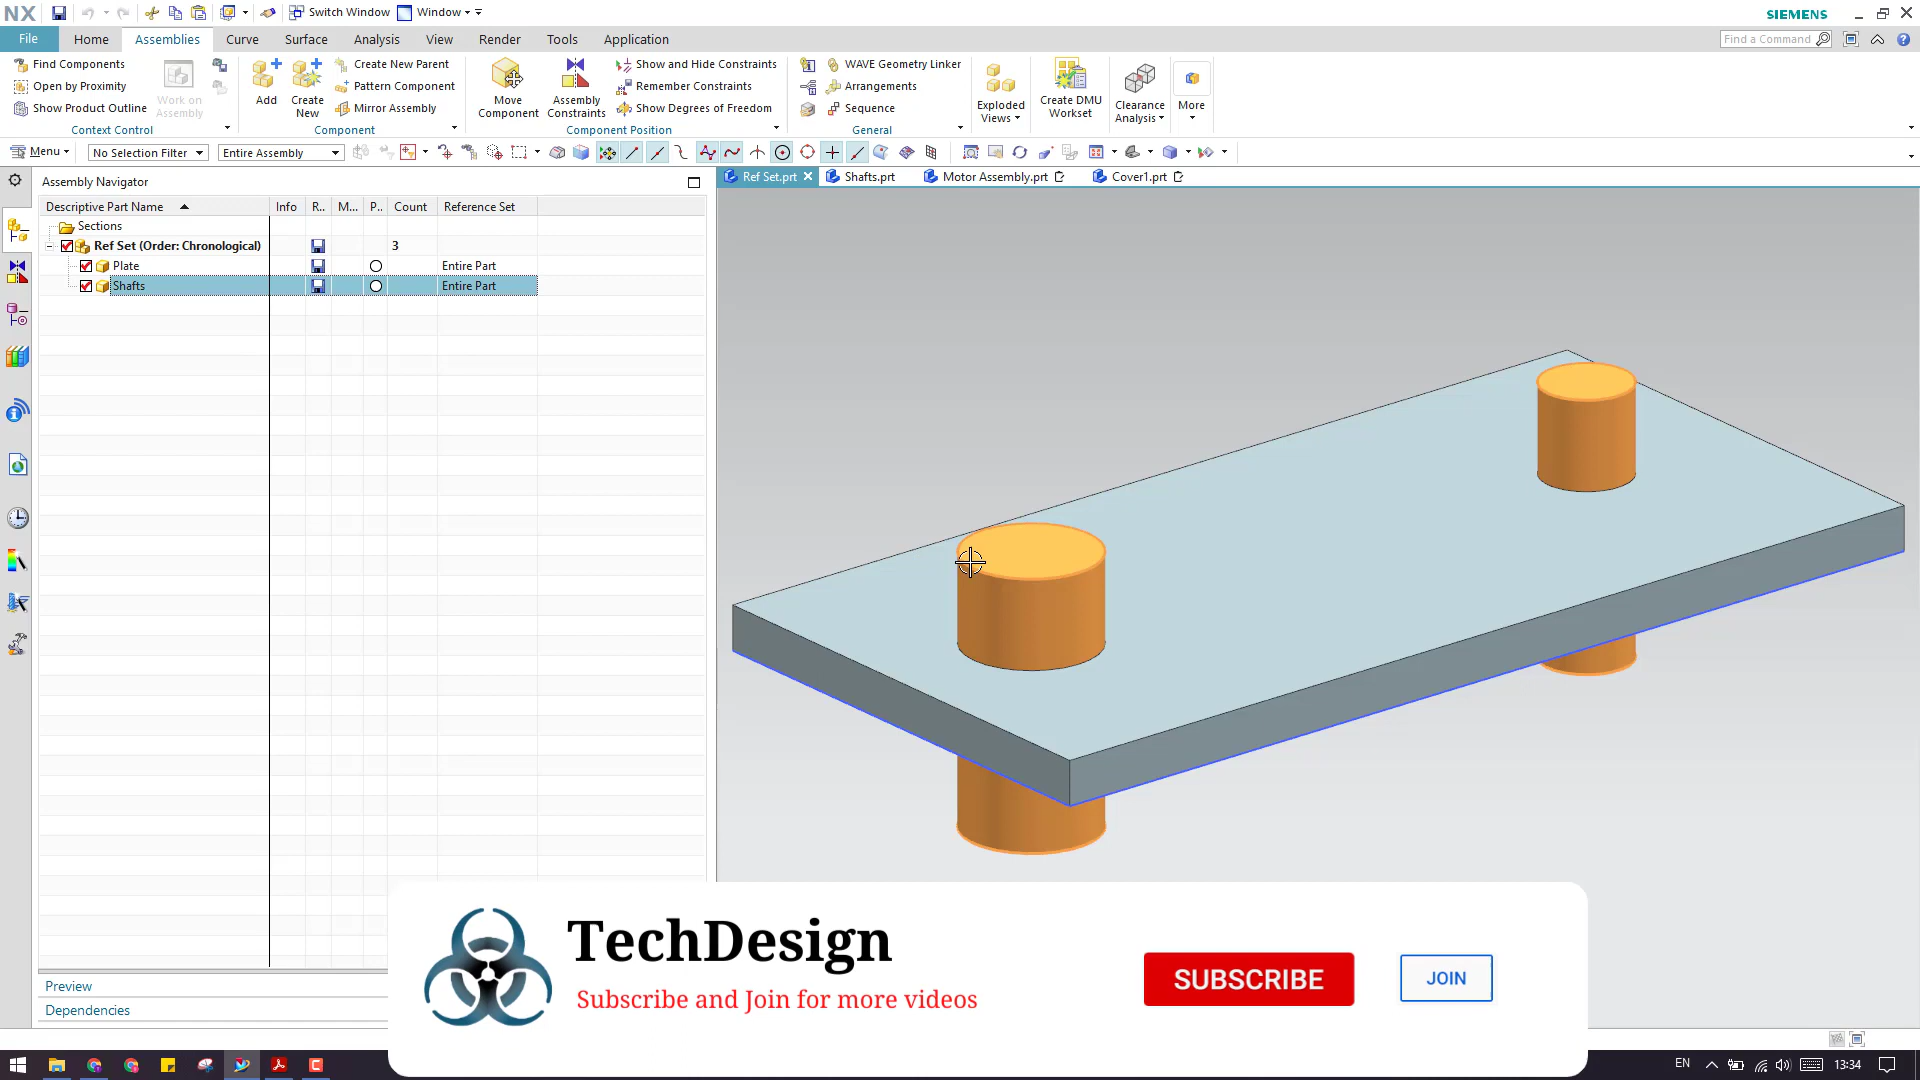 NX
Switch Window
Window
SIEMENS
File
Home
Assemblies
Curve
Surface
Analysis
View
Render
Tools
Application
Find a Command
Find Components
Open by Proximity
Show Product Outline
Work on
Assembly
Add
Create
New
Create New Parent
Pattern Component
Mirror Assembly
Move
Component
Assembly
Constraints
Show and Hide Constraints
Remember Constraints
Show Degrees of Freedom
WAVE Geometry Linker
Arrangements
Sequence
Exploded
Views
Create DMU
Workset
Clearance
Analysis
More
Context Control
Component
Component Position
General
Menu
No Selection Filter
Entire Assembly
Assembly Navigator
Ref Set.prt
Shafts.prt
Motor Assembly.prt
Cover1.prt
Descriptive Part Name
Info
R..
M...
P..
Count
Reference Set
Sections
Ref Set (Order: Chronological)
3
Plate
Entire Part
Shafts
Entire Part
Preview
Dependencies
TechDesign
Subscribe and Join for more videos
SUBSCRIBE
JOIN
EN
13:34